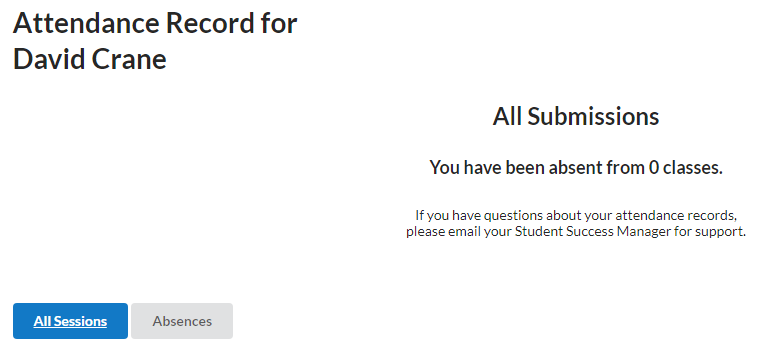 Attendance Record for
David Crane
All Submissions
You have been absent from 0 classes.
If you have questions about your attendance records,
please email your Student Success Manager for support.
All Sessions
Absences